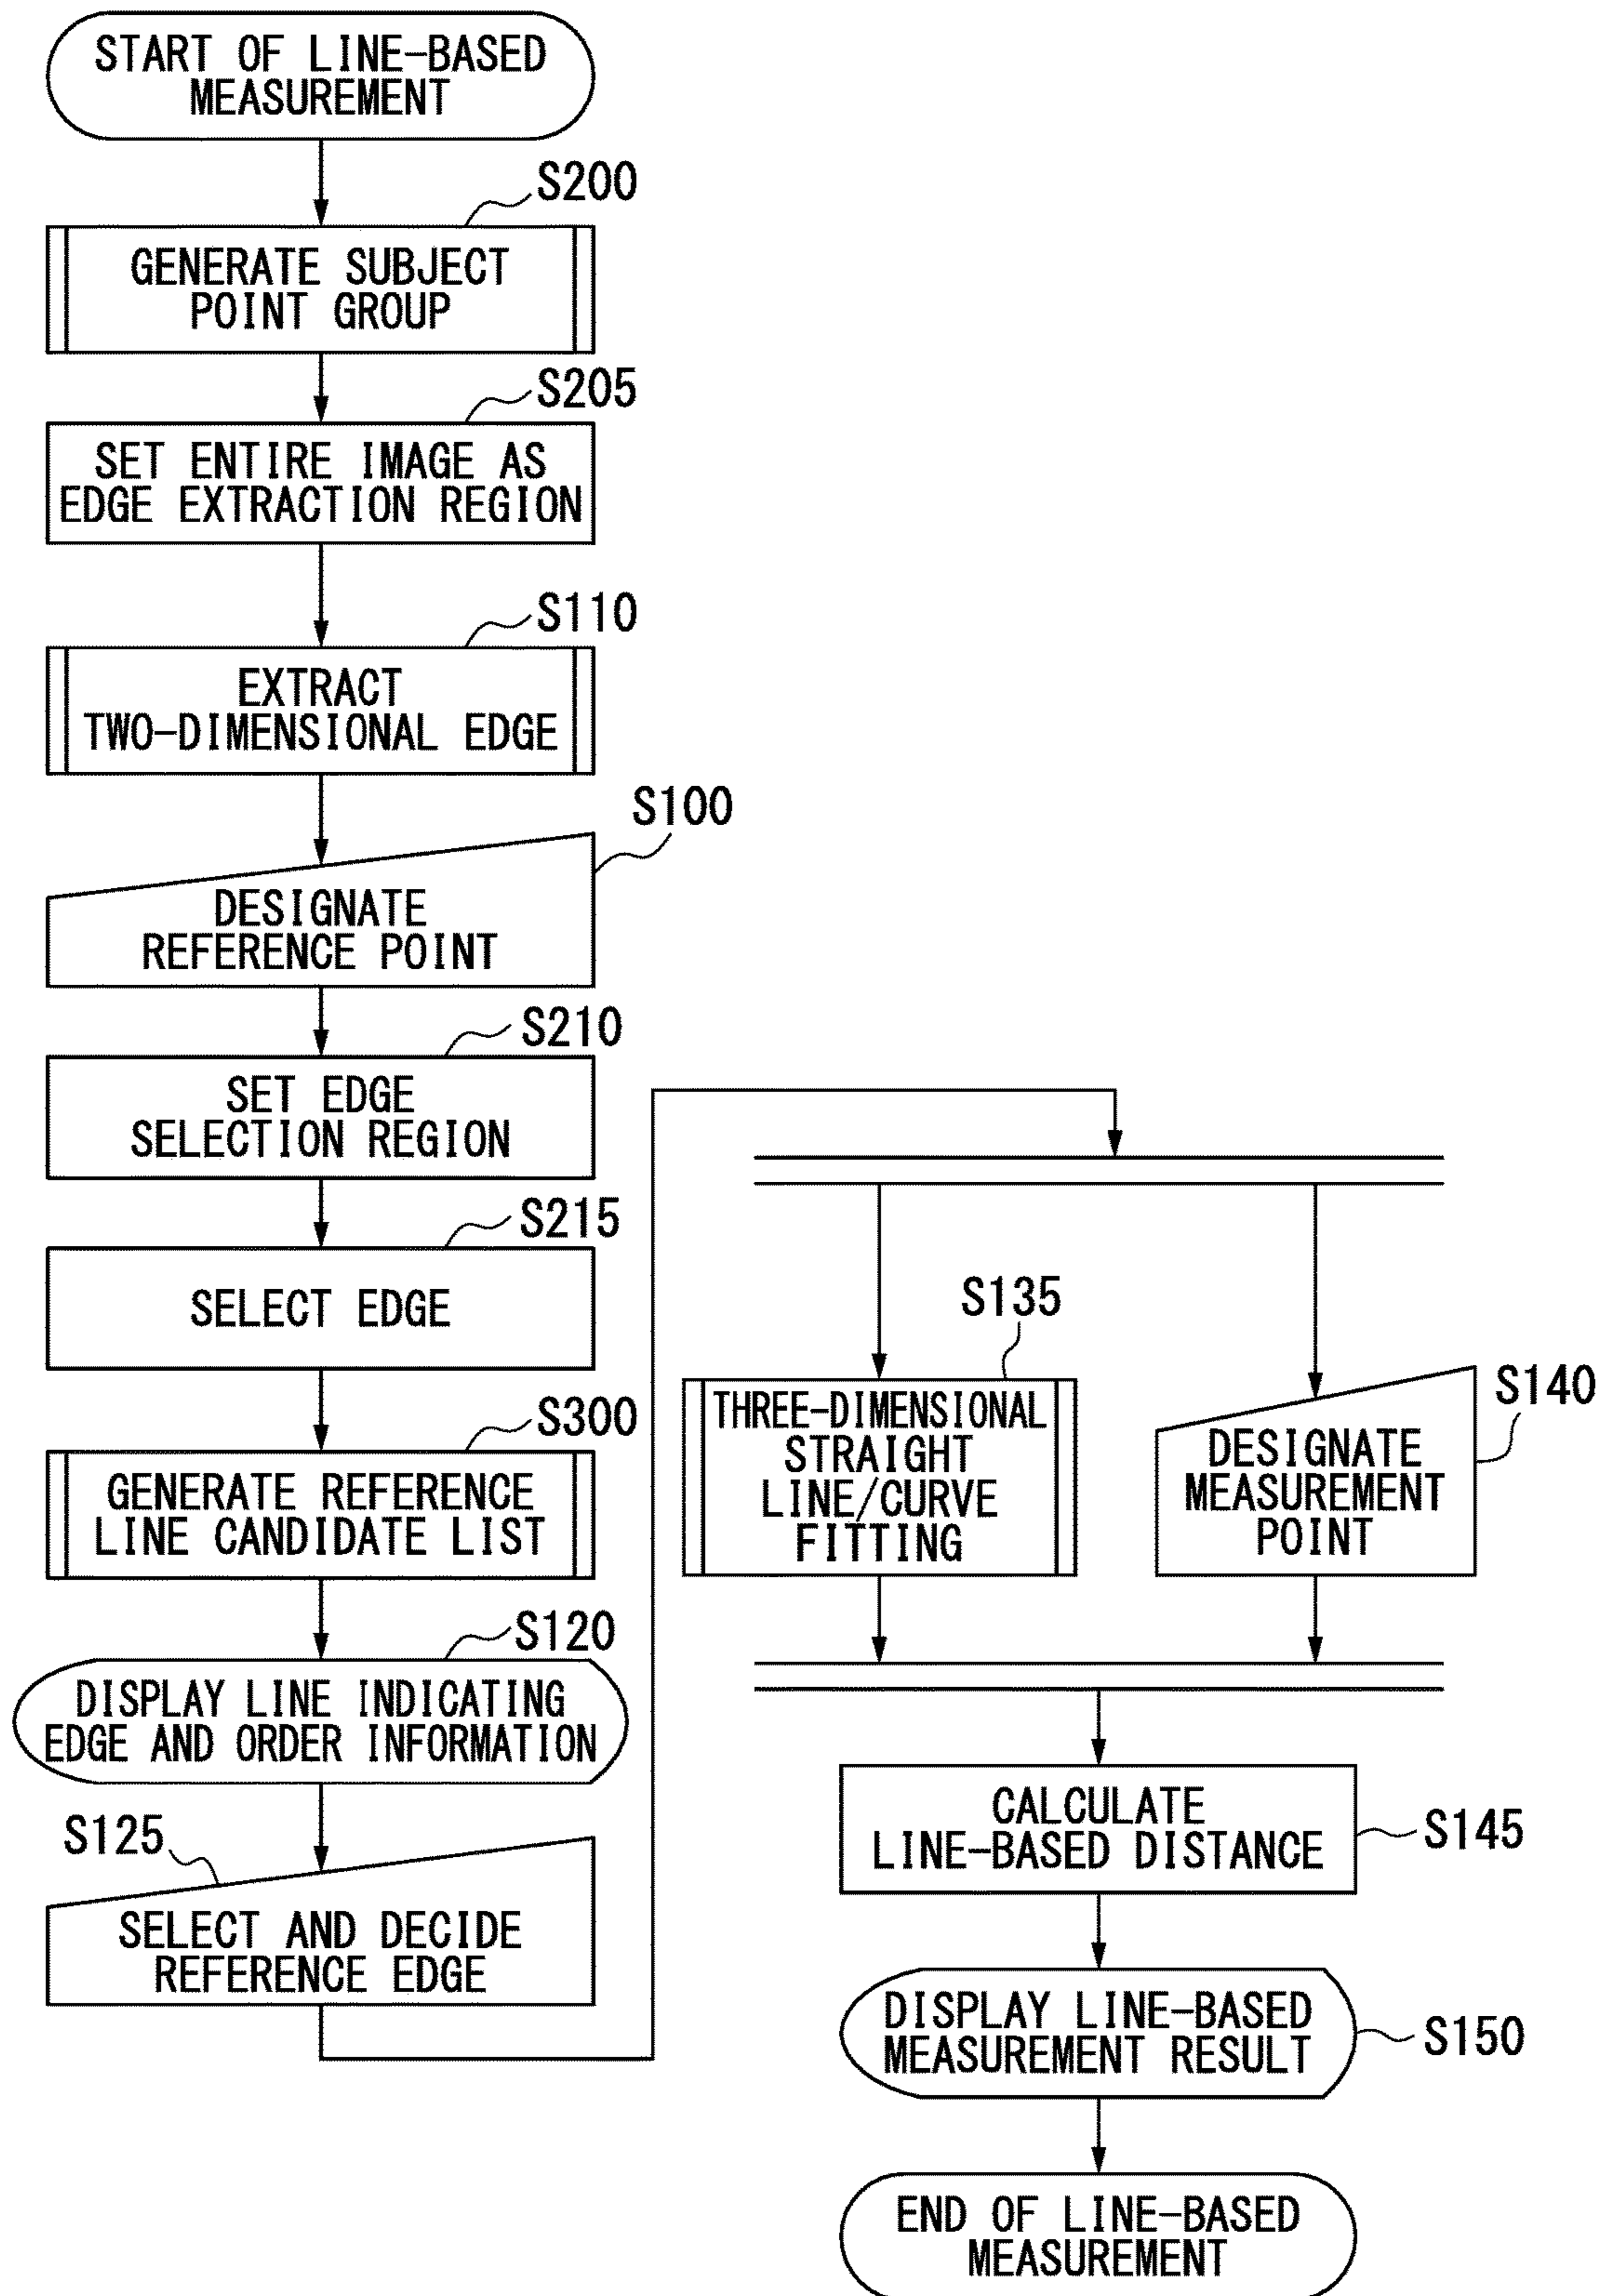 START OF LINE-BASED
MEASUREMENT
S200
GENERATE SUBJECT
POINT GROUP
S205
SET ENTIRE IMAGE AS
EDGE EXTRACTION REGION
S110
EXTRACT
TWO-DIMENSIONAL EDGE
S100
DESIGNATE
REFERENCE POINT
S210
SET EDGE
SELECTION REGION
S215
SELECT EDGE
S300
GENERATE REFERENCE
LINE CANDIDATE LIST
S120
DISPLAY LINE INDICATING
EDGE AND ORDER INFORMATION
S125
SELECT AND DECIDE
REFERENCE EDGE
S135
THREE-DIMENSIONAL
STRAIGHT
LINE/CURVE
FITTING
S140
DESIGNATE
MEASUREMENT
POINT
CALCULATE
LINE-BASED DISTANCE
S145
DISPLAY LINE-BASED
MEASUREMENT RESULT
S150
END OF LINE-BASED
MEASUREMENT